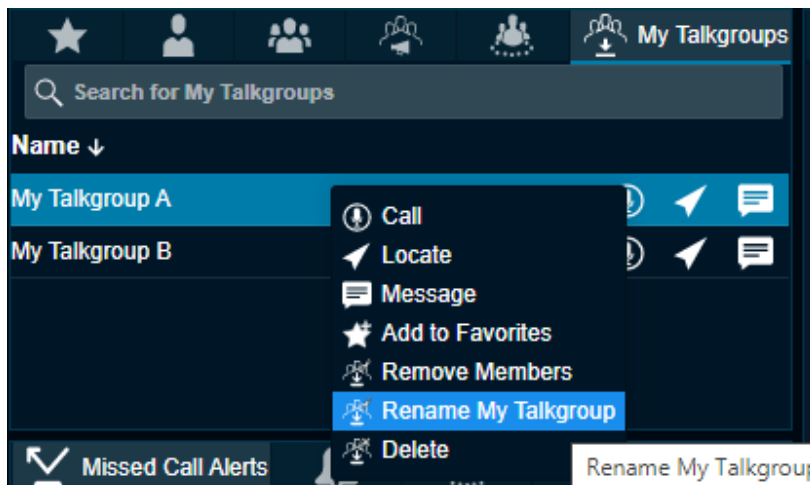 My Talkgroups
Search for My Talkgroups
Name ↓
My Talkgroup A
My Talkgroup B
Call
Locate
Message
Add to Favorites
Remove Members
Rename My Talkgroup
Delete
Missed Call Alerts
Rename My Talkgroup